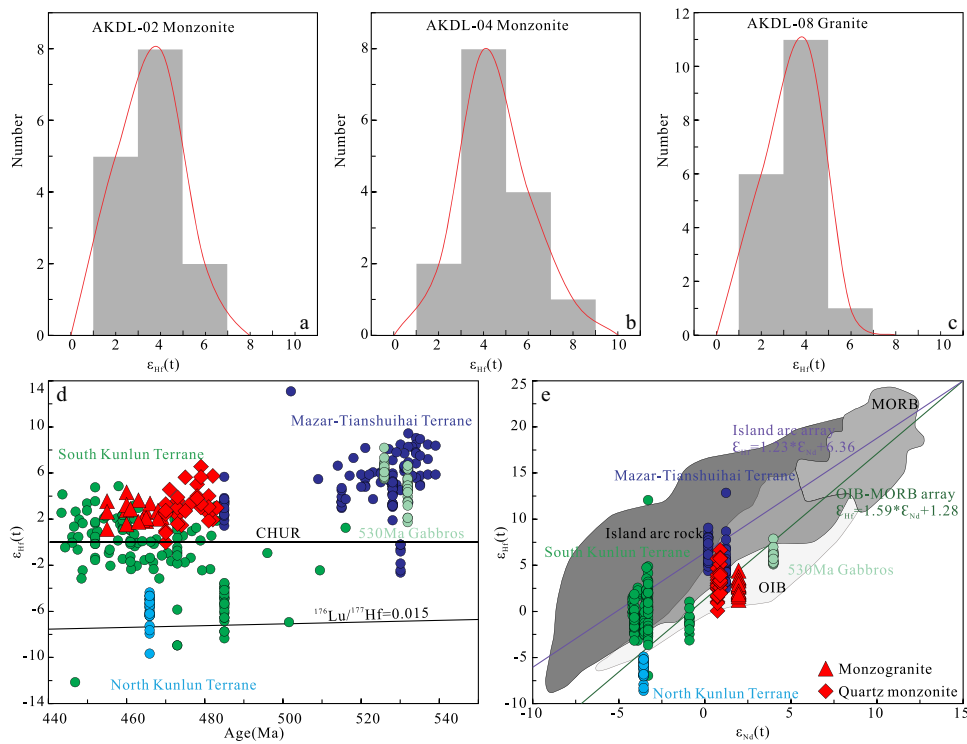 AKDL-02 Monzonite
8
6
4
2
0
Number
0 2 4 6 8 10
εHf(t)
a
AKDL-04 Monzonite
8
6
4
2
0
Number
0 2 4 6 8 10
εHf(t)
b
AKDL-08 Granite
12
10
8
6
4
2
0
Number
0 2 4 6 8 10
εHf(t)
c
d
14
10
6
2
-2
-6
-10
-14
εHf(t)
Mazar-Tianshuihai Terrane
South Kunlun Terrane
530Ma Gabbros
CHUR
¹⁷⁶Lu/¹⁷⁷Hf=0.015
North Kunlun Terrane
440 460 480 500 520 540
Age(Ma)
e
25
20
15
10
5
0
-5
-10
εHf(t)
MORB
Island arc array
εHf=1.23*εNd+6.36
Mazar-Tianshuihai Terrane
OIB-MORB array
εHf=1.59*εNd+1.28
Island arc rock
South Kunlun Terrane
530Ma Gabbros
OIB
Monzogranite
North Kunlun Terrane
Quartz monzonite
-10 -5 0 5 10 15
εNd(t)